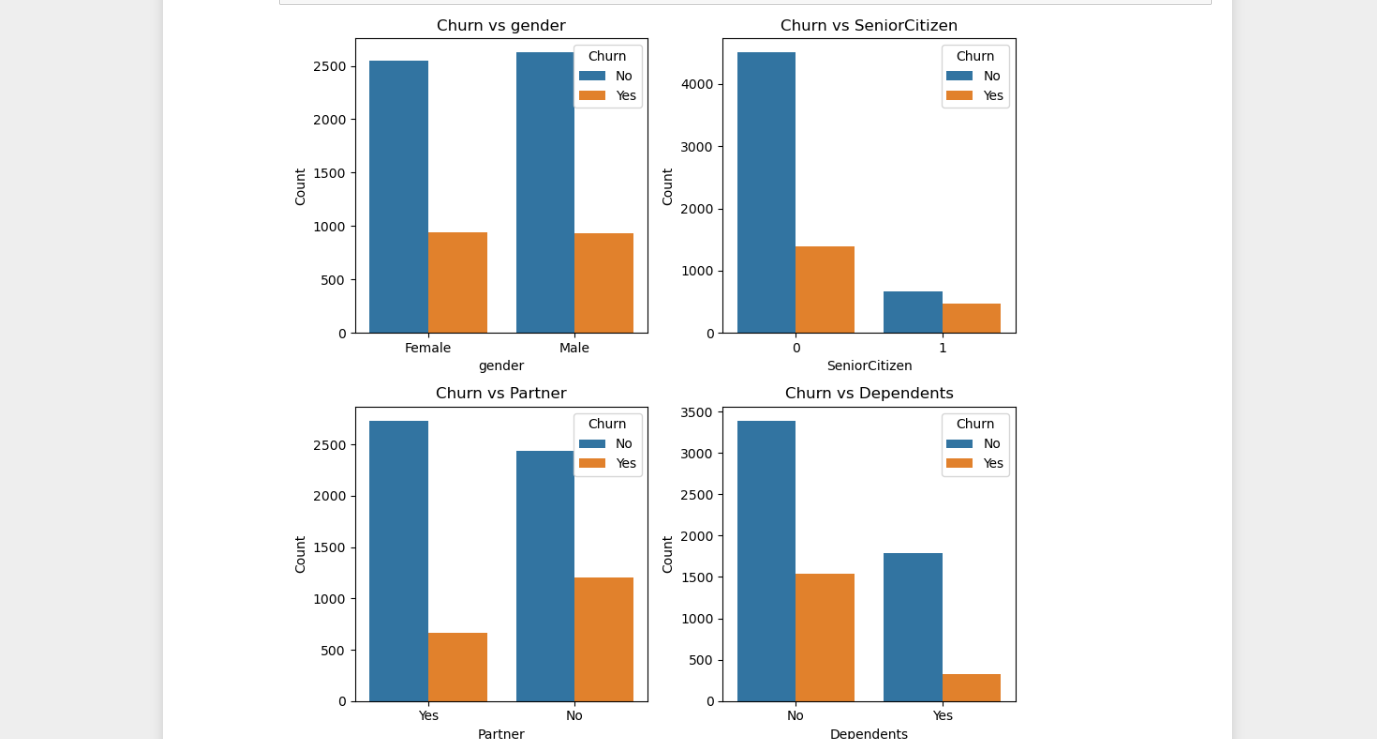 Churn vs gender
Churn
No
Yes
2500
2000
1500
1000
500
0
Count
Female Male
gender
Churn vs SeniorCitizen
Churn
No
Yes
4000
3000
2000
1000
0
Count
0 1
SeniorCitizen
Churn vs Partner
Churn
No
Yes
2500
2000
1500
1000
500
0
Count
Yes No
Partner
Churn vs Dependents
Churn
No
Yes
3500
3000
2500
2000
1500
1000
500
0
Count
No Yes
Dependents